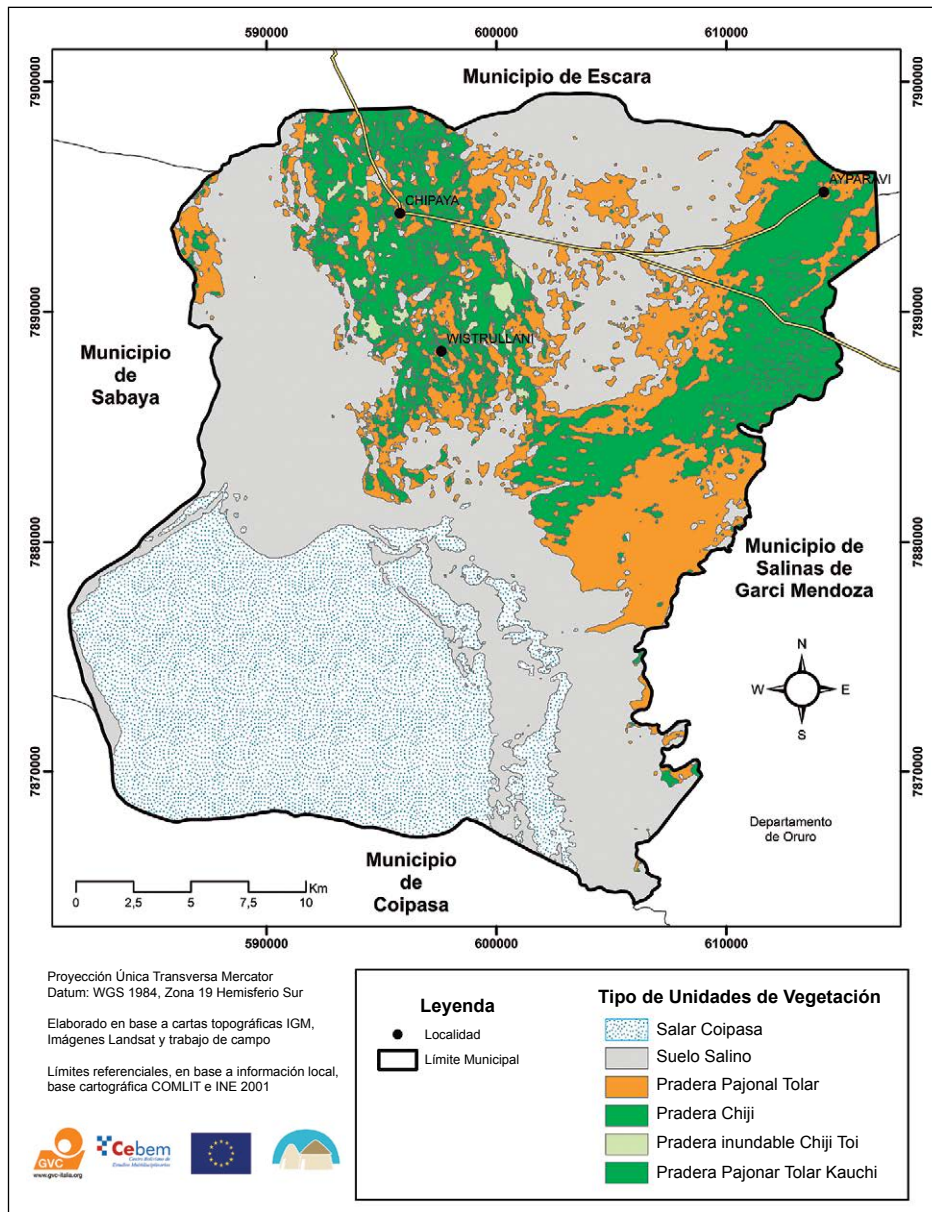 590000
600000
610000
7900000
7900000
Municipio de Escara
AYPARAVI
CHIPAYA
7890000
7890000
WISTRULLANI
Municipio
de
Sabaya
7880000
7880000
Municipio de
Salinas de
Garci Mendoza
N
W
E
S
7870000
7870000
Departamento
de Oruro
Municipio
de
Coipasa
Km
0
2,5
5
7,5
10
590000
600000
610000
Proyección Única Transversa Mercator
Datum: WGS 1984, Zona 19 Hemisferio Sur
Elaborado en base a cartas topográficas IGM,
Imágenes Landsat y trabajo de campo
Límites referenciales, en base a información local,
base cartográfica COMLIT e INE 2001
GVC
www.gvc-italia.org
Cebem
Centro Boliviano de
Estudios Multidisciplinarios
Leyenda
Localidad
Límite Municipal
Tipo de Unidades de Vegetación
Salar Coipasa
Suelo Salino
Pradera Pajonal Tolar
Pradera Chiji
Pradera inundable Chiji Toi
Pradera Pajonar Tolar Kauchi